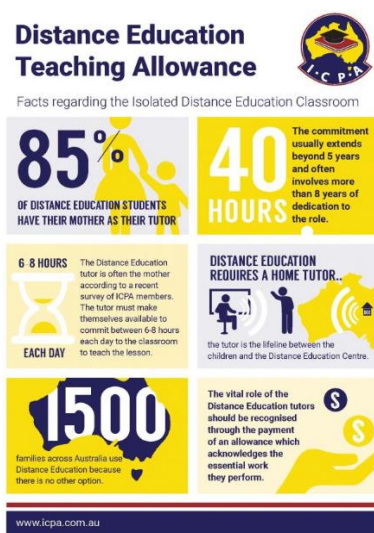 Distance Education
Teaching Allowance
I·C·P·A
Facts regarding the Isolated Distance Education Classroom
85%
OF DISTANCE EDUCATION STUDENTS
HAVE THEIR MOTHER AS THEIR TUTOR
40
HOURS
The commitment
usually extends
beyond 5 years
and often
involves more
than 8 years of
dedication to
the role.
6 8 HOURS
EACH DAY
The Distance Education
tutor is often the mother
according to a recent
survey of ICPA members.
The tutor must make
themselves available to
commit between 6-8 hours
each day to the classroom
to teach the lesson.
DISTANCE EDUCATION
REQUIRES A HOME TUTOR..
the tutor is the lifeline between the
children and the Distance Education Centre.
1500
families across Australia use
Distance Education because
there is no other option.
The vital role of the
Distance Education tutors
should be recognised
through the payment
of an allowance which
acknowledges the
essential work
they perform.
$
$
www.icpa.com.au